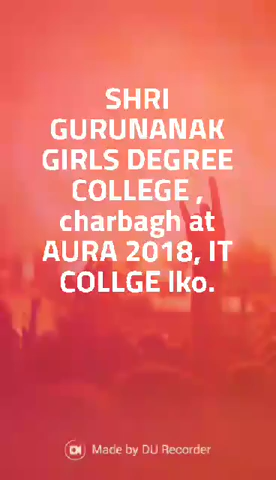 SHRI
GURUNANAK
GIRLS DEGREE
COLLEGE ,
charbagh at
AURA 2018, IT
COLLGE lko.
Made by DU Recorder